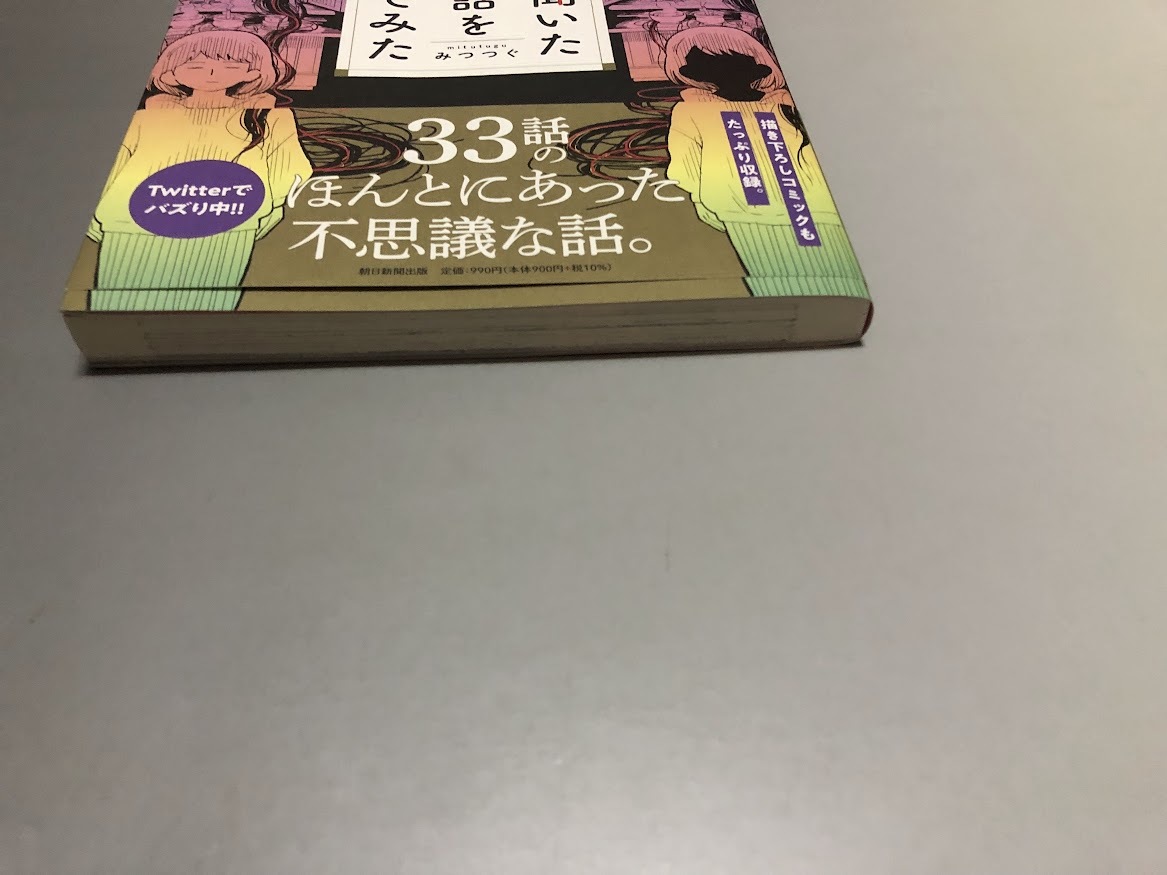 聞いた
話を
てみた
mitutugu
みつつぐ
33話の
ほんとにあった
不思議な話。
Twitterで
バズり中!!
描き下ろしコミックも
たっぷり収録。
朝日新聞出版 定価:990円(本体900円+税10%)